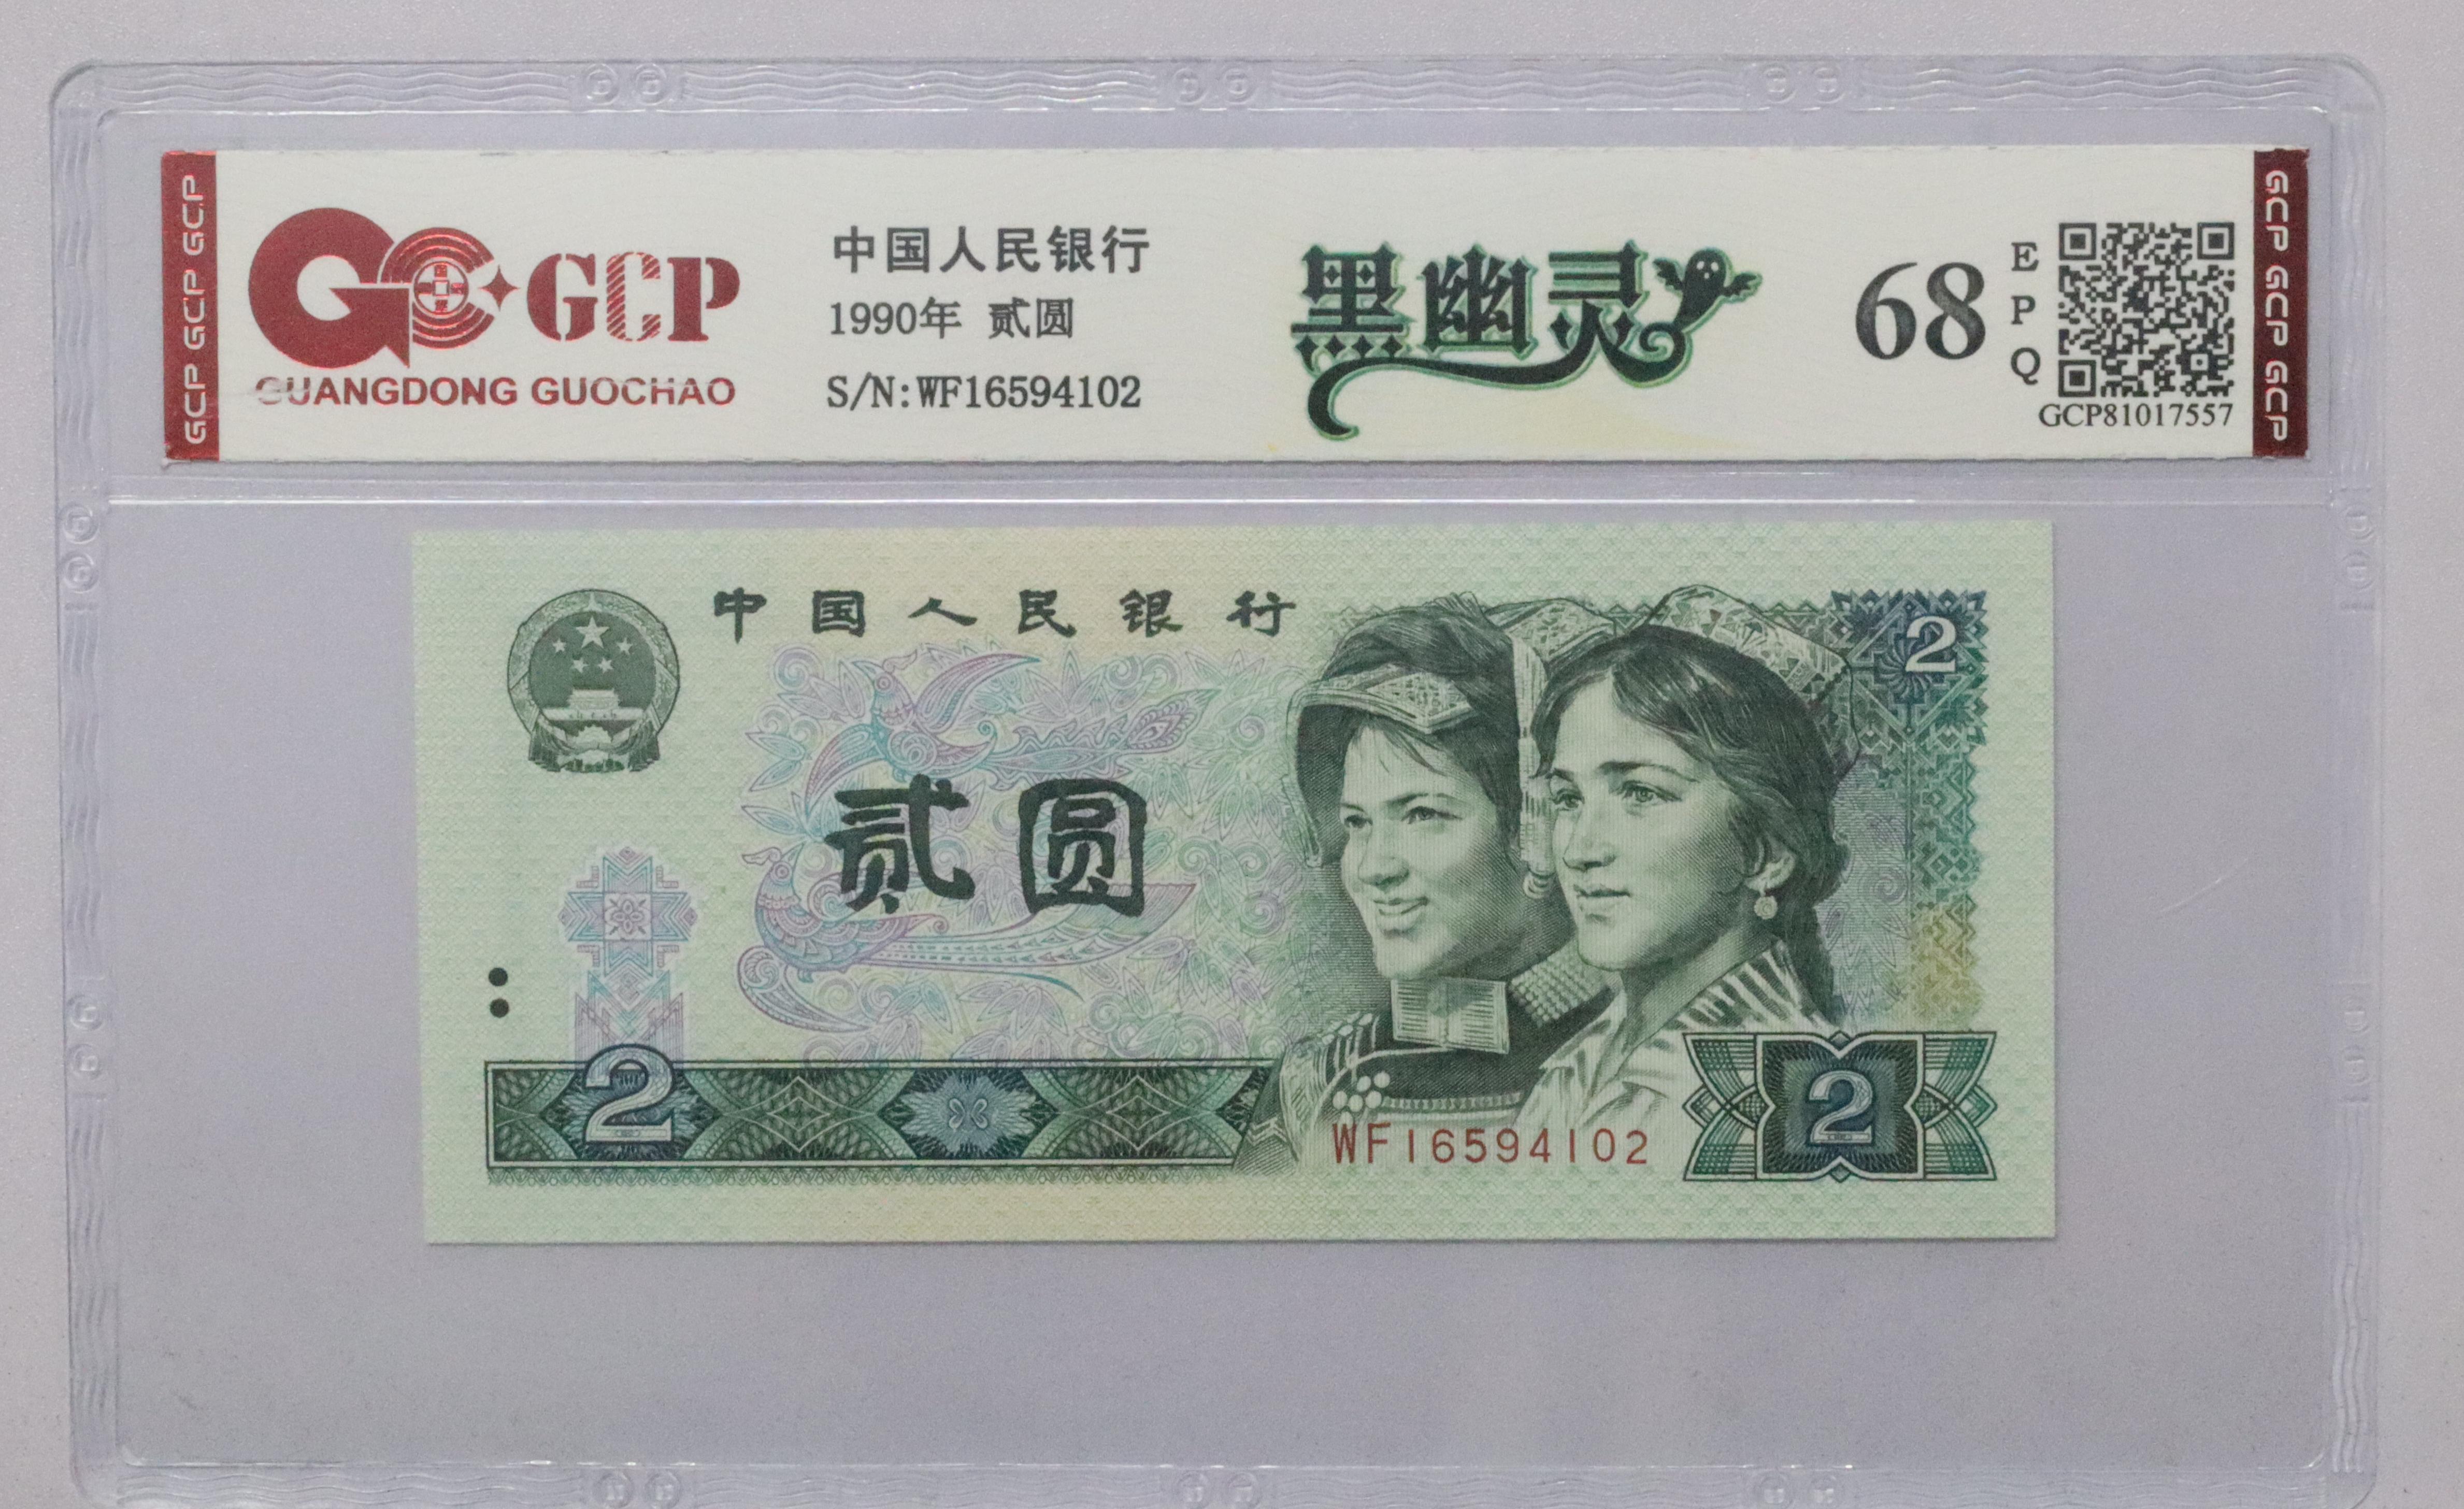 GCP GCP GCP
GCP
GUANGDONG GUOCHAO
中国人民银行
1990年 贰圆
S/N:WF16594102
黑幽灵
68
EPQ
GCP81017557
GCP GCP GCP
中国人民银行
2
贰圆
2
WF16594102
2